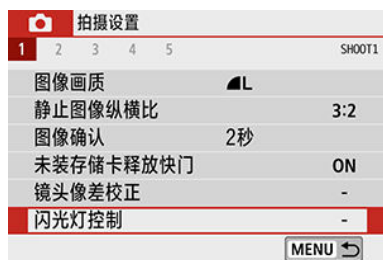 拍摄设置
1 2 3 4 5 SHOOT1
图像画质 L
静止图像纵横比 3:2
图像确认 2秒
未装存储卡释放快门 ON
镜头像差校正 -
闪光灯控制 -
MENU